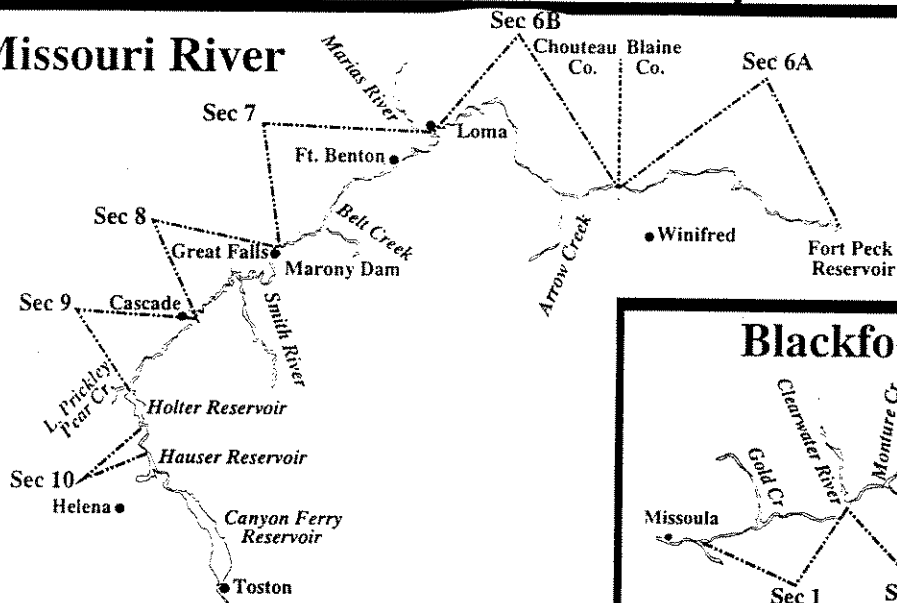 Missouri River
Sec 6B
Chouteau Blaine
Co. Co.
Sec 6A
Marias River
Sec 7
Loma
Ft. Benton
Sec 8
Belt Creek
Great Falls
Marony Dam
Arrow Creek
Winifred
Fort Peck
Reservoir
Sec 9
Cascade
Smith River
L. Prickley
Pear Cr.
Holter Reservoir
Hauser Reservoir
Sec 10
Helena
Canyon Ferry
Reservoir
Toston
Blackfo
Clearwater River
Monture Cr
Gold Cr
Missoula
Sec 1
S